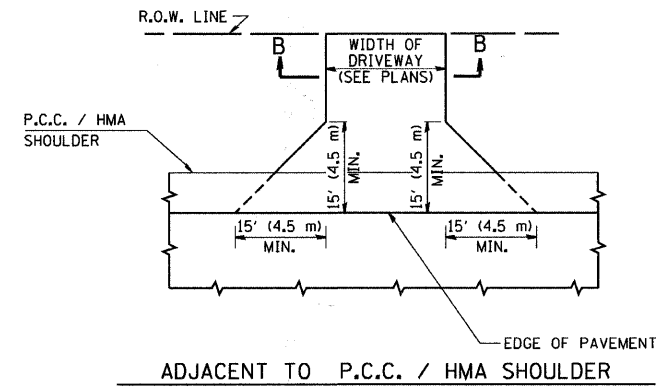 R.O.W. LINE
B
WIDTH OF
DRIVEWAY
(SEE PLANS)
B
P.C.C. / HMA
SHOULDER
15' (4.5 m)
MIN.
15' (4.5 m)
MIN.
15' (4.5 m)
MIN.
15' (4.5 m)
MIN.
EDGE OF PAVEMENT
ADJACENT TO P.C.C. / HMA SHOULDER